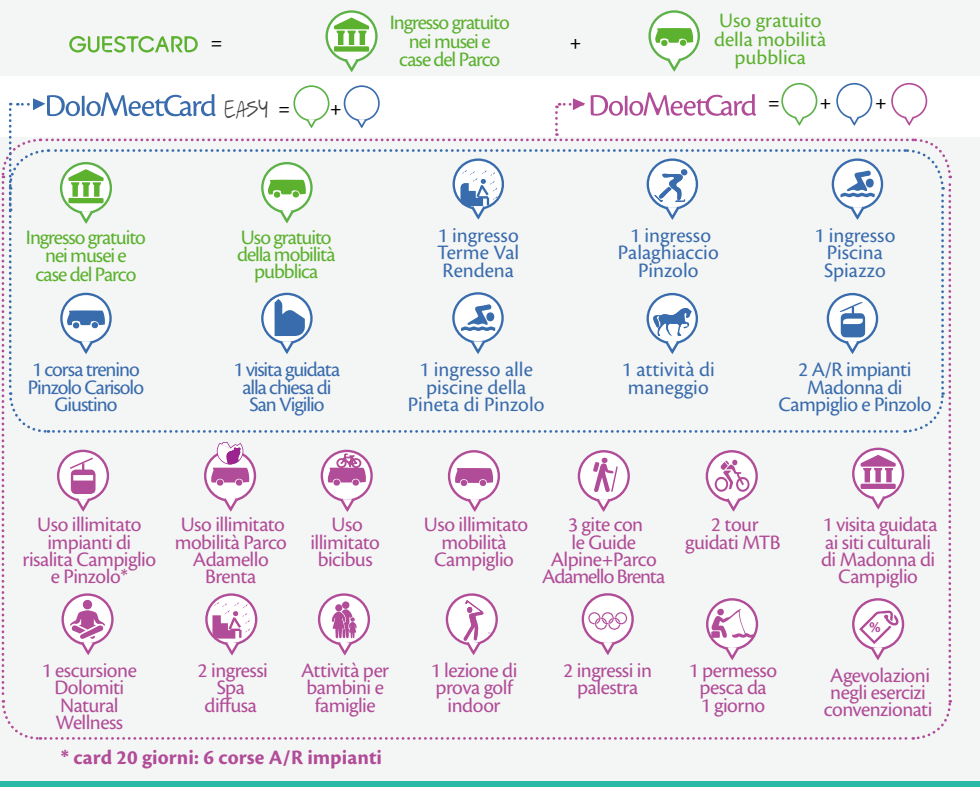 GUESTCARD =
Ingresso gratuito
nei musei e
case del Parco
+
Uso gratuito
della mobilità
pubblica
DoloMeetCard EASY = +
DoloMeetCard = + +
Ingresso gratuito
nei musei e
case del Parco
Uso gratuito
della mobilità
pubblica
1 ingresso
Terme Val
Rendena
1 ingresso
Palaghiaccio
Pinzolo
1 ingresso
Piscina
Spiazzo
1 corsa trenino
Pinzolo Carisolo
Giustino
1 visita guidata
alla chiesa di
San Vigilio
1 ingresso alle
piscine della
Pineta di Pinzolo
1 attività di
maneggio
2 A/R impianti
Madonna di
Campiglio e Pinzolo
Uso illimitato
impianti di
risalita Campiglio
e Pinzolo*
Uso illimitato
mobilità Parco
Adamello
Brenta
Uso
illimitato
bicibus
Uso illimitato
mobilità
Campiglio
3 gite con
le Guide
Alpine+Parco
Adamello Brenta
2 tour
guidati MTB
1 visita guidata
ai siti culturali
di Madonna di
Campiglio
1 escursione
Dolomiti
Natural
Wellness
2 ingressi
Spa
diffusa
Attività per
bambini e
famiglie
1 lezione di
prova golf
indoor
2 ingressi in
palestra
1 permesso
pesca da
1 giorno
%
Agevolazioni
negli esercizi
convenzionati
* card 20 giorni: 6 corse A/R impianti